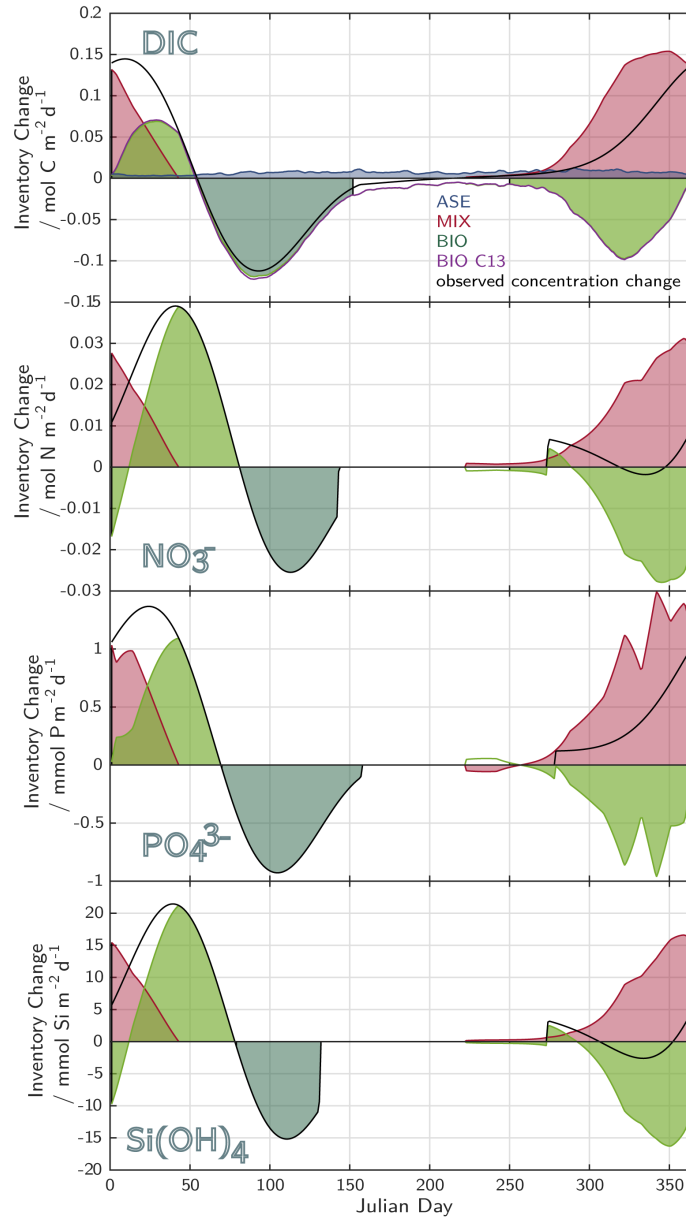 DIC
Inventory Change
/ mol C m-2 d-1
0.2
0.15
0.1
0.05
0
-0.05
-0.1
-0.15
ASE
MIX
BIO
BIO C13
observed concentration change
NO3-
Inventory Change
/ mol N m-2 d-1
0.03
0.02
0.01
0
-0.01
-0.02
-0.03
PO43-
Inventory Change
/ mmol P m-2 d-1
1
0.5
0
-0.5
-1
Si(OH)4
Inventory Change
/ mmol Si m-2 d-1
20
15
10
5
0
-5
-10
-15
-20
0 50 100 150 200 250 300 350
Julian Day